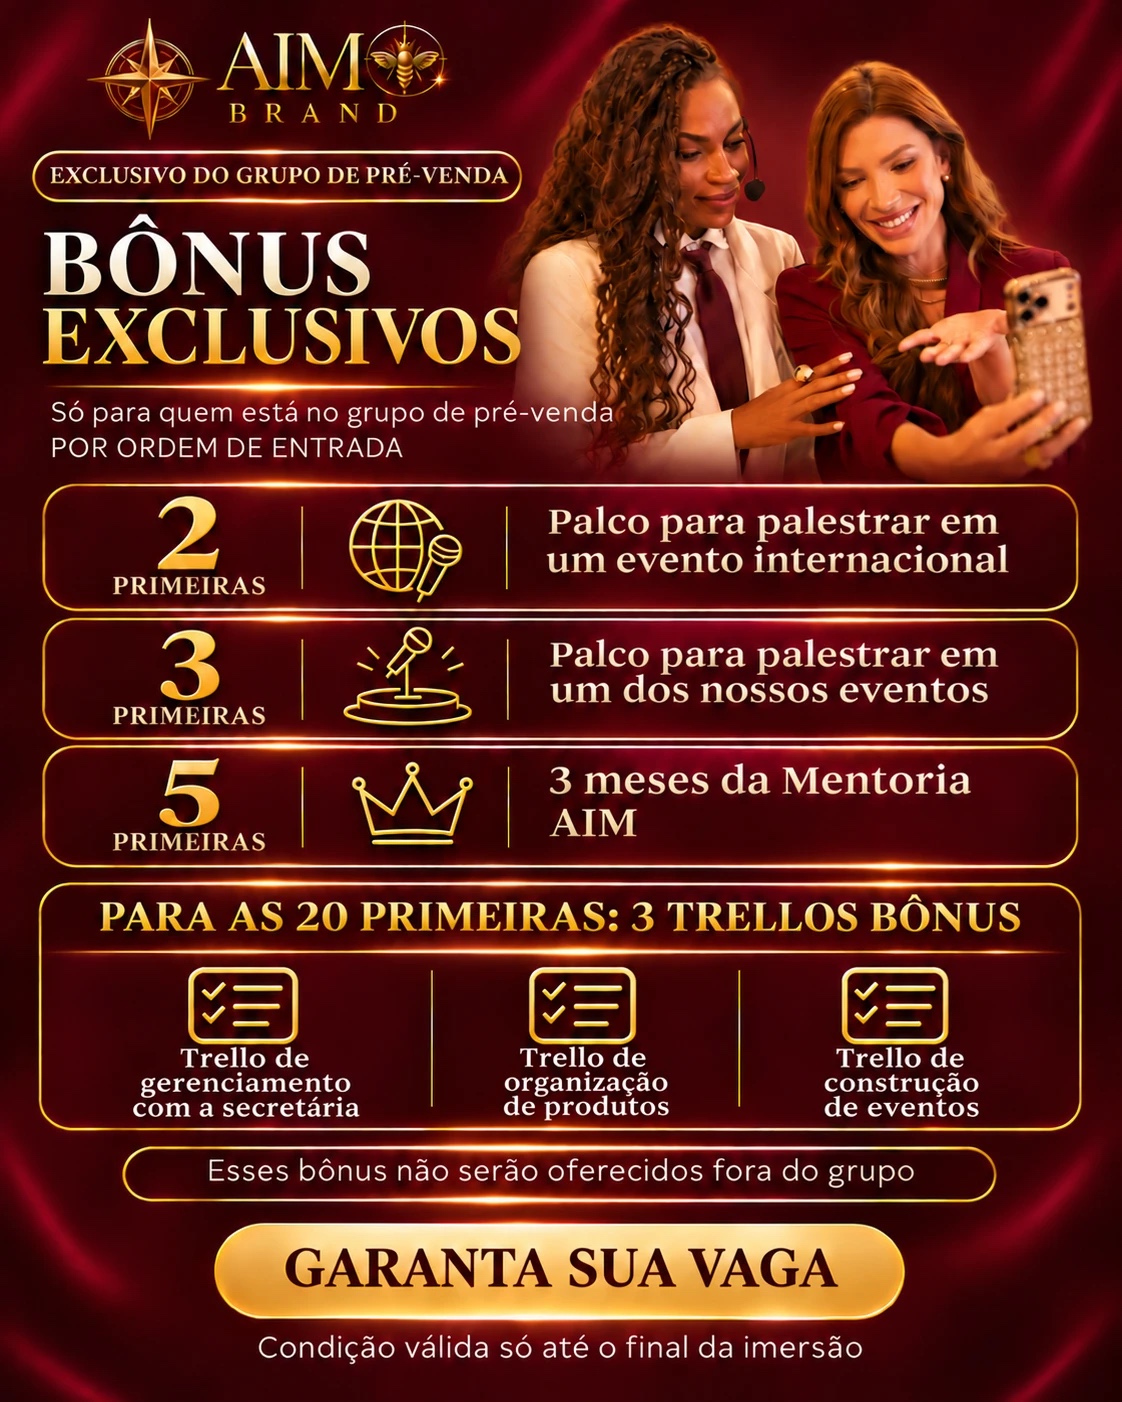 AIM
BRAND
EXCLUSIVO DO GRUPO DE PRÉ-VENDA
BÔNUS
EXCLUSIVOS
Só para quem está no grupo de pré-venda
POR ORDEM DE ENTRADA
2
PRIMEIRAS
Palco para palestrar em
um evento internacional
3
PRIMEIRAS
Palco para palestrar em
um dos nossos eventos
5
PRIMEIRAS
3 meses da Mentoria
AIM
PARA AS 20 PRIMEIRAS: 3 TRELLOS BÔNUS
Trello de
gerenciamento
com a secretária
Trello de
organização
de produtos
Trello de
construção
de eventos
Esses bônus não serão oferecidos fora do grupo
GARANTA SUA VAGA
Condição válida só até o final da imersão